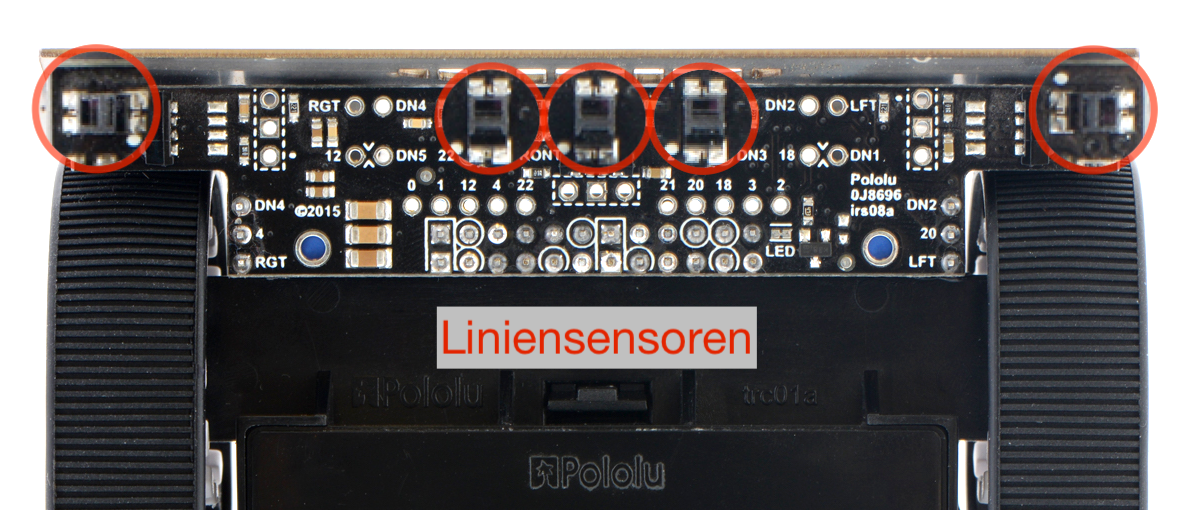 RGT
DN4
DN2
LFT
12
DN5
22
DN3
18
DN1
0
1
12
4
22
21
20
18
3
2
Pololu
0J8696
irs08a
DN4
©2015
DN2
4
20
LED
RGT
LFT
Liniensensoren
Pololu
trc01a
Pololu